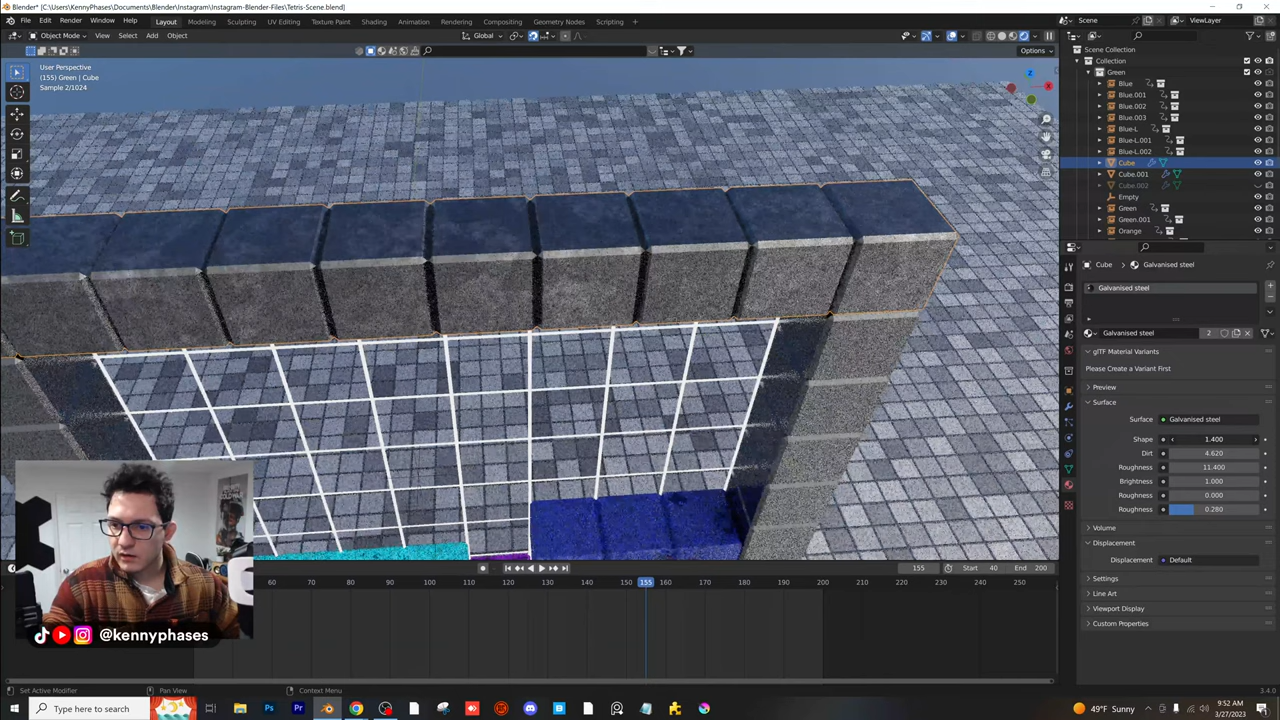 Blender* [C:\Users\KennyPhases\Documents\Blender\Instagram\Instagram-Blender-Files\Tetris-Scene.blend]
File Edit Render Window Help Layout Modeling Sculpting UV Editing Texture Paint Shading Animation Rendering Compositing Geometry Nodes Scripting + Scene ViewLayer
Object Mode View Select Add Object Global
Options
User Perspective
(155) Green | Cube
Sample 2/1024
Scene Collection
Collection
Green
Blue
Blue.001
Blue.002
Blue.003
Blue-L
Blue-L.001
Blue-L.002
Cube
Cube.001
Cube.002
Empty
Green
Green.001
Orange
Cube > Galvanised steel
Galvanised steel
Galvanised steel 2
glTF Material Variants
Please Create a Variant First
Preview
Surface
Surface Galvanised steel
Shape 1.400
Dirt 4.620
Roughness 11.400
Brightness 1.000
Roughness 0.000
Roughness 0.280
Volume
Displacement
Displacement Default
Settings
Line Art
Viewport Display
Custom Properties
155 Start 40 End 200
60 70 80 90 100 110 120 130 140 150 155 160 170 180 190 200 210 220 230 240 250
@kennyphases
Set Active Modifier Pan View Context Menu 3.4.0
Type here to search 49°F Sunny 9:52 AM
3/27/2023